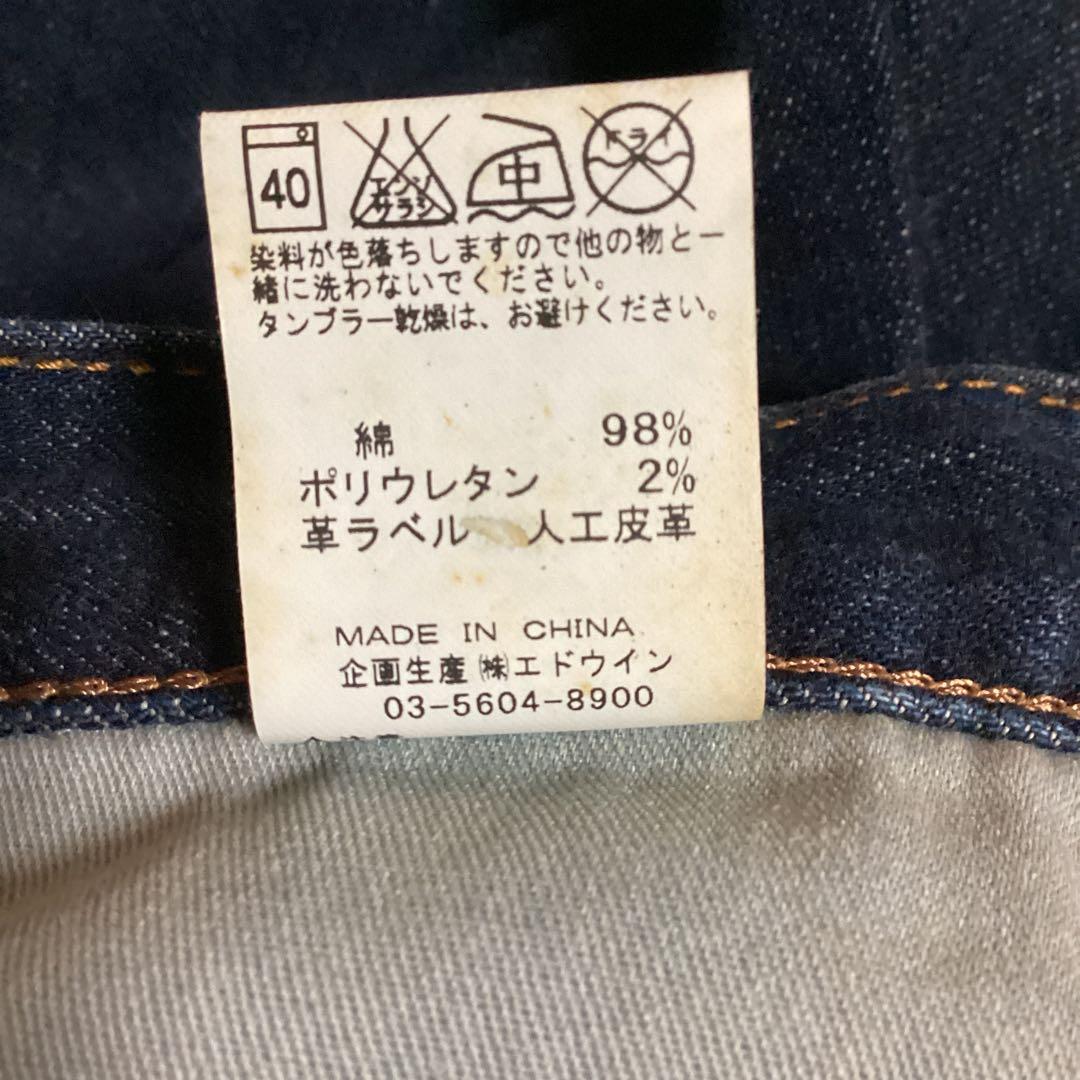 40 エンソ 中 ドライ
サラシ
染料が色落ちしますので他の物と一
緒に洗わないでください。
タンブラー乾燥は、お避けください。
綿 98%
ポリウレタン 2%
革ラベル 人工皮革
MADE IN CHINA
企画生産㈱エドウイン
03-5604-8900